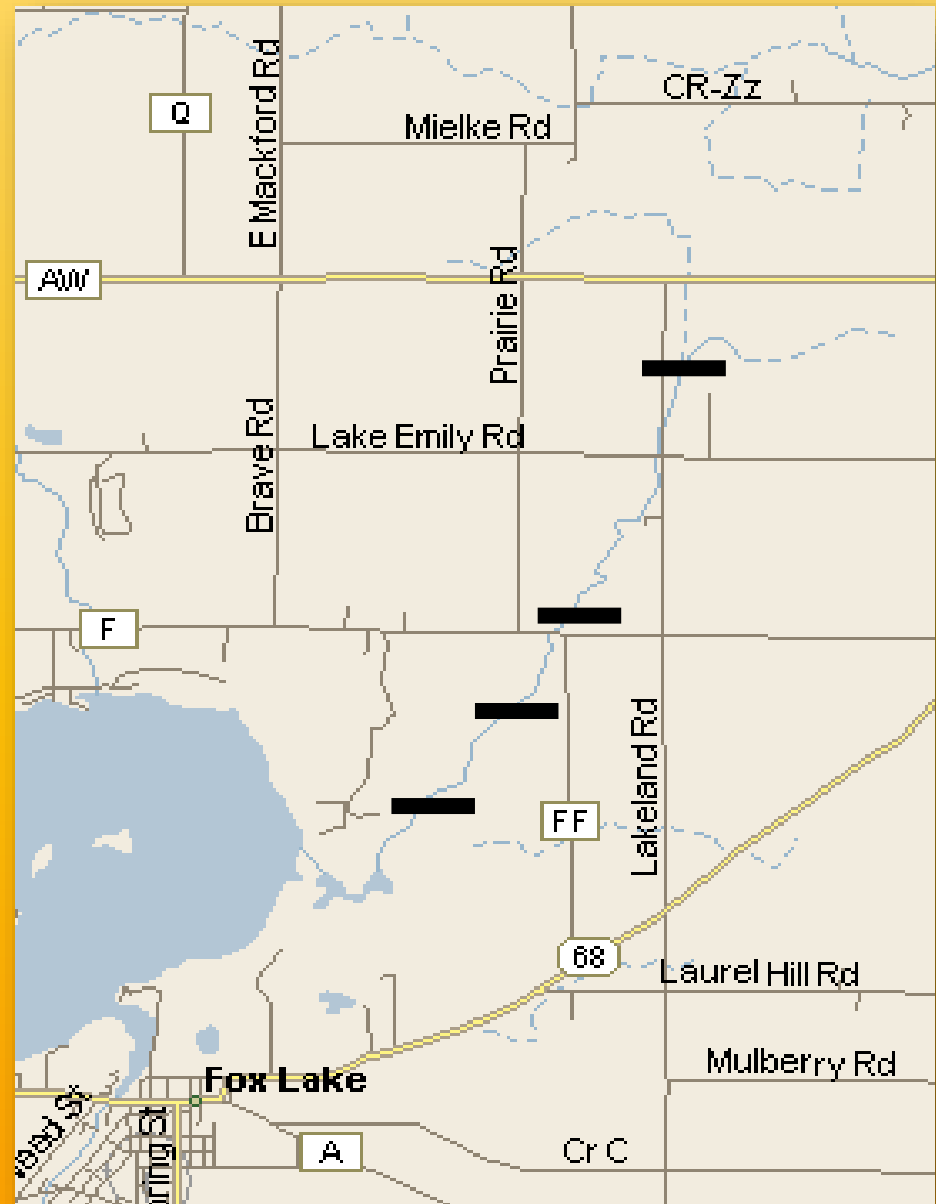 CR-Zz
Q
Mielke Rd
E Mackford Rd
AW
Prairie Rd
Lake Emily Rd
Brave Rd
F
Lakeland Rd
FF
68
Laurel Hill Rd
Mulberry Rd
Fox Lake
A
Cr C